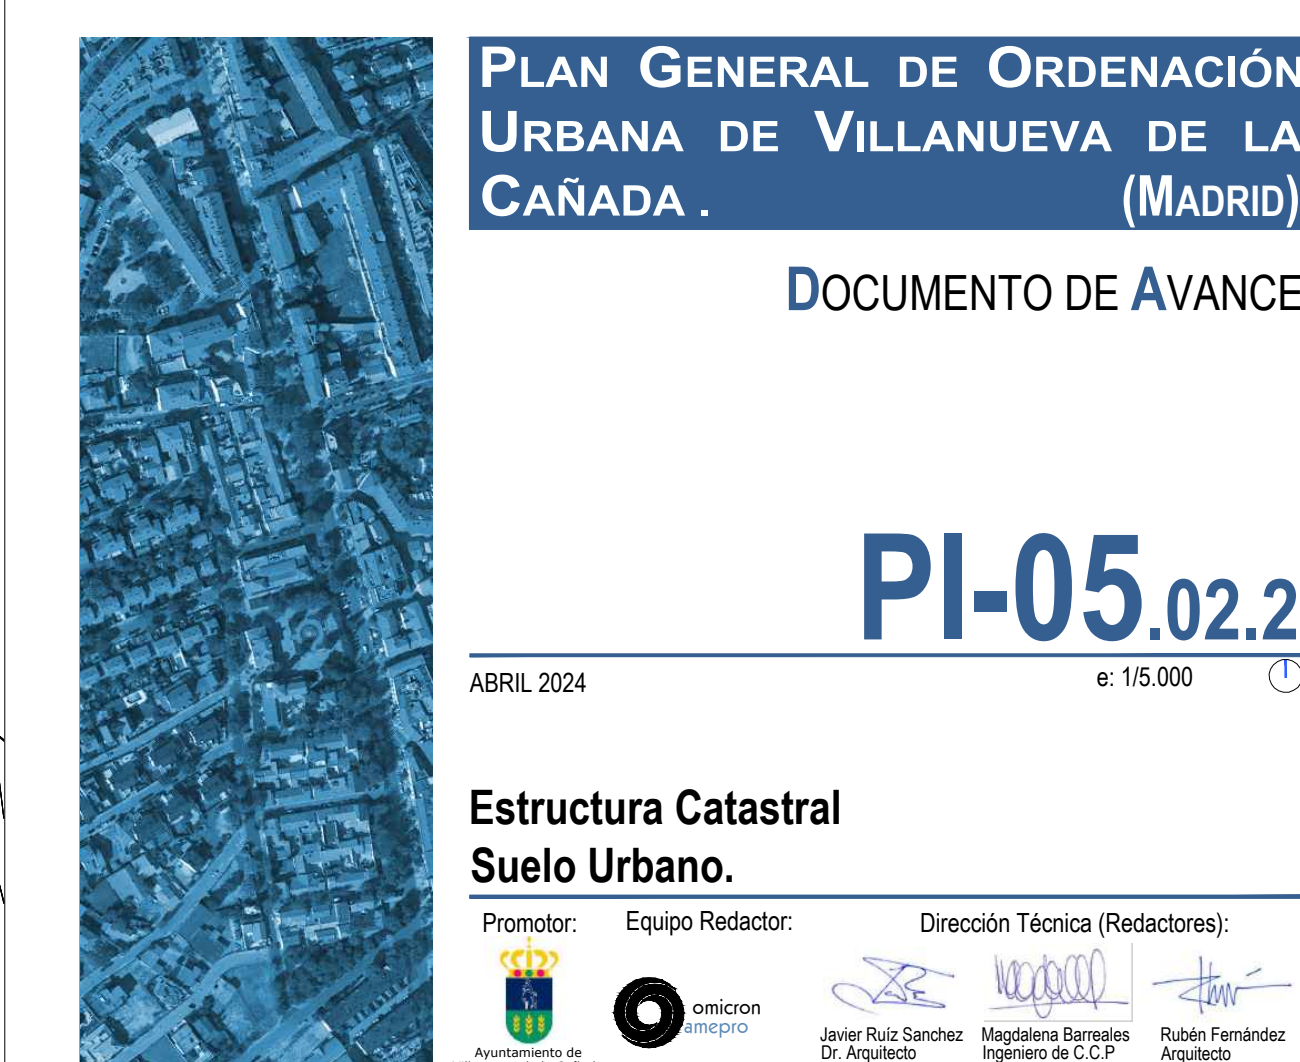 PLAN GENERAL DE ORDENACIÓN
URBANA DE VILLANUEVA DE LA
CAÑADA. (MADRID)
DOCUMENTO DE AVANCE
PI-05.02.2
ABRIL 2024 e: 1/5.000
Estructura Catastral
Suelo Urbano.
Promotor: Equipo Redactor: Dirección Técnica (Redactores):
omicron
amepro
Javier Ruíz Sanchez Magdalena Barreales Rubén Fernández
Dr. Arquitecto Ingeniero de C.C.P Arquitecto
Ayuntamiento de